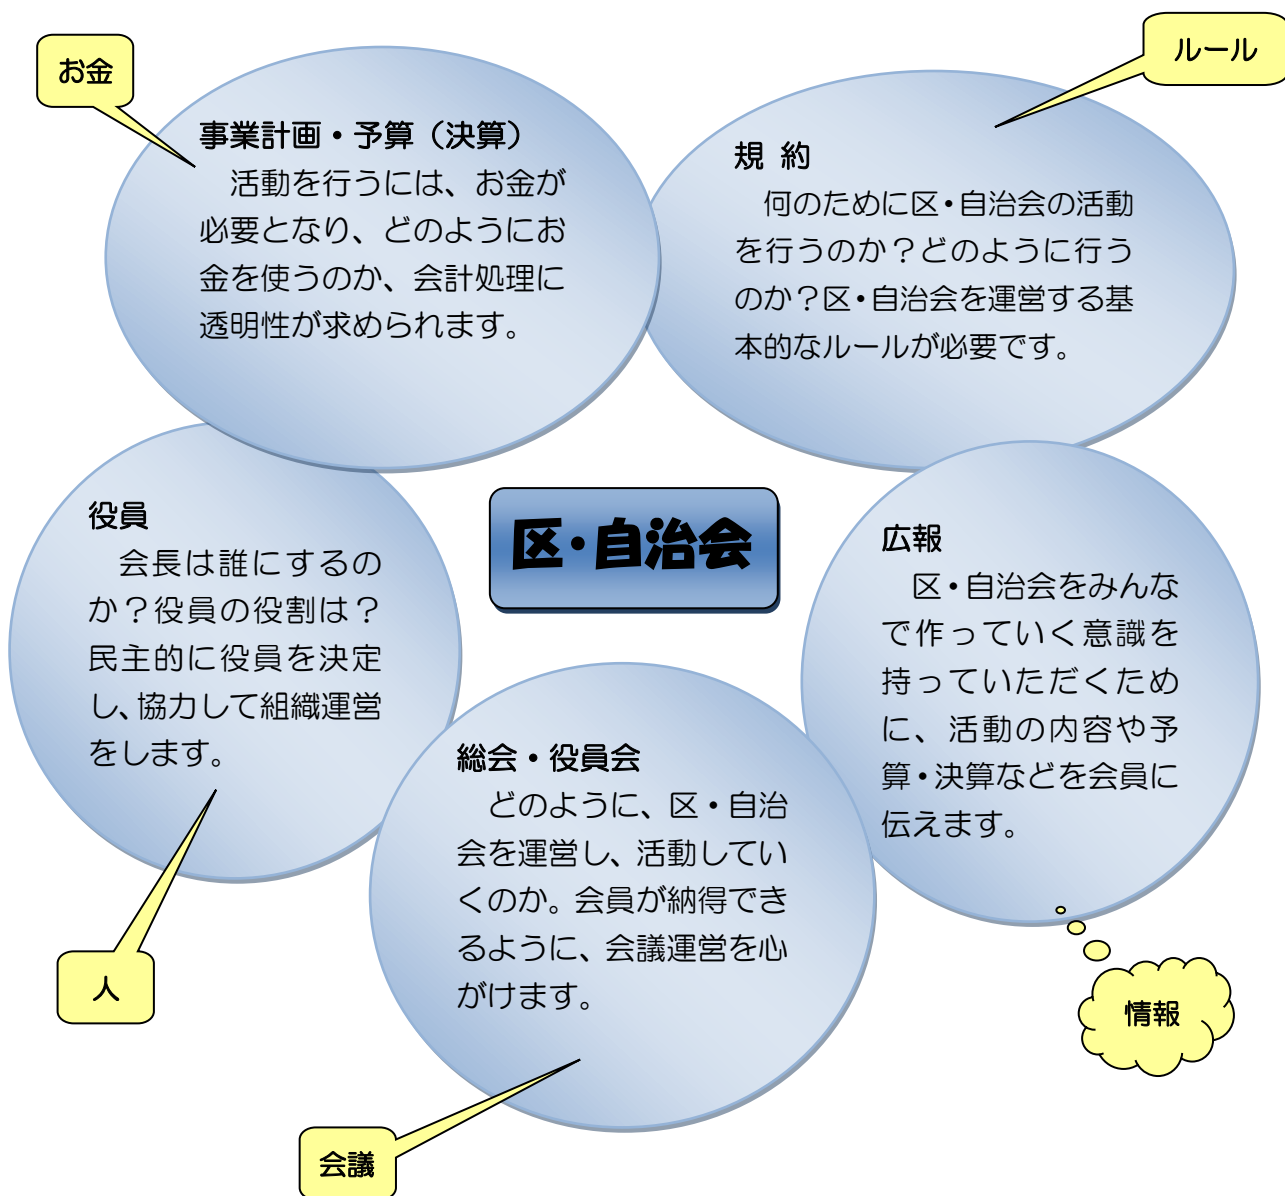 お金
事業計画・予算（決算）
活動を行うには、お金が
必要となり、どのようにお
金を使うのか、会計処理に
透明性が求められます。
ルール
規 約
何のために区・自治会の活動
を行うのか？どのように行う
のか？区・自治会を運営する基
本的なルールが必要です。
区・自治会
役員
会長は誰にするの
か？役員の役割は？
民主的に役員を決定
し、協力して組織運営
をします。
人
総会・役員会
どのように、区・自治
会を運営し、活動してい
くのか。会員が納得でき
るように、会議運営を心
がけます。
会議
広報
区・自治会をみんな
で作っていく意識を
持っていただくため
に、活動の内容や予
算・決算などを会員に
伝えます。
情報